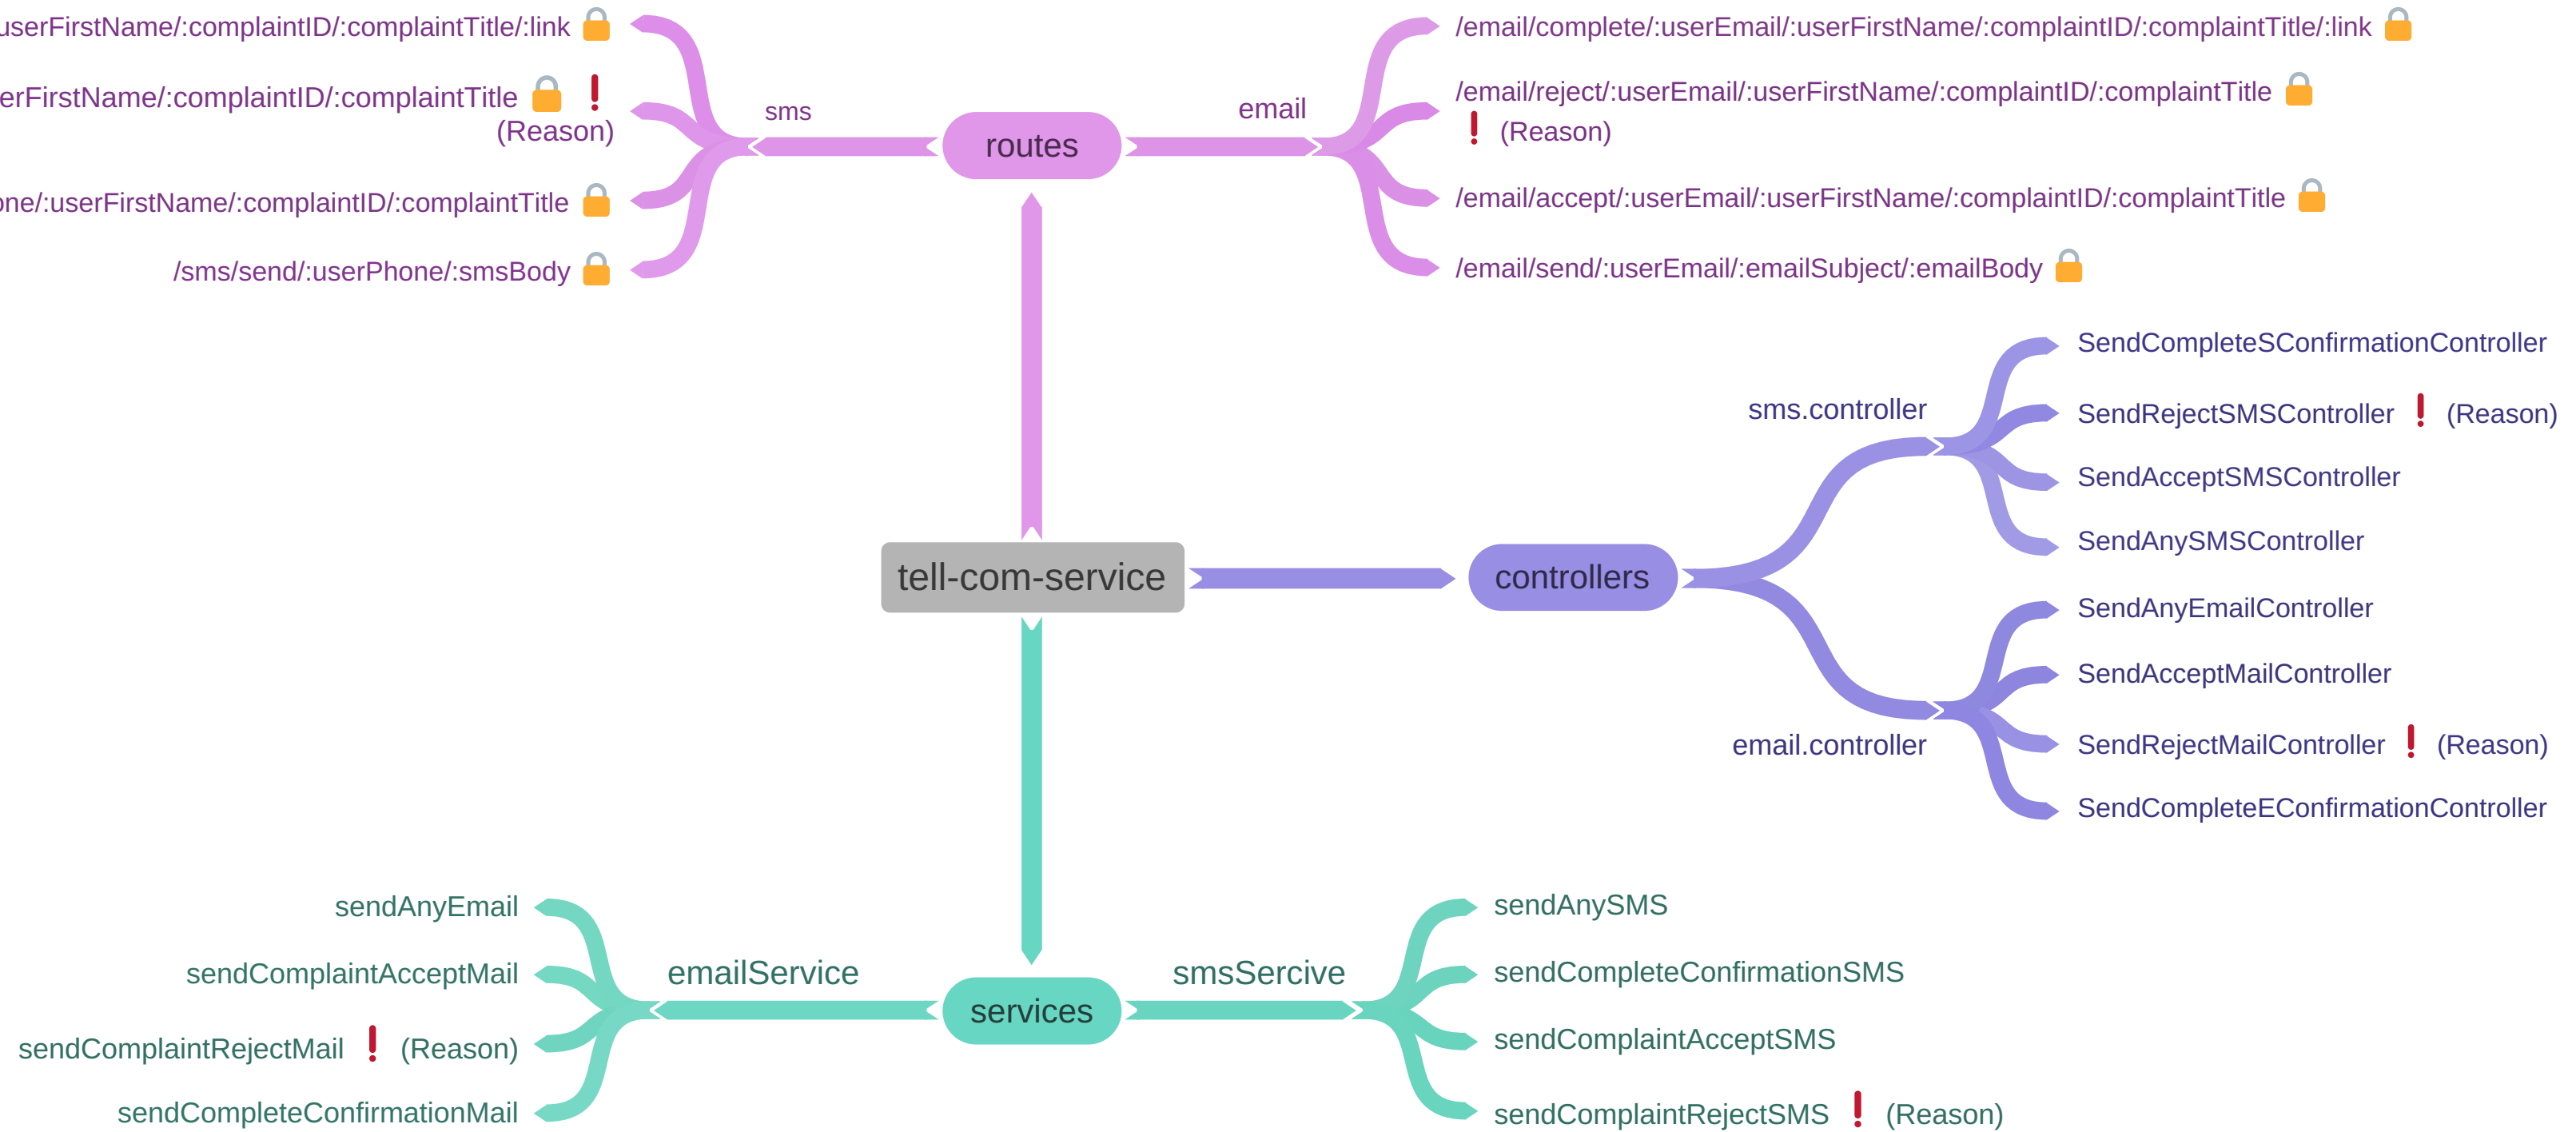 userFirstName/:complaintID/:complaintTitle/:link 🔒
erFirstName/:complaintID/:complaintTitle 🔒 ❗
(Reason)
one/:userFirstName/:complaintID/:complaintTitle 🔒
/sms/send/:userPhone/:smsBody 🔒
sms
routes
email
/email/complete/:userEmail/:userFirstName/:complaintID/:complaintTitle/:link 🔒
/email/reject/:userEmail/:userFirstName/:complaintID/:complaintTitle 🔒
❗ (Reason)
/email/accept/:userEmail/:userFirstName/:complaintID/:complaintTitle 🔒
/email/send/:userEmail/:emailSubject/:emailBody 🔒
tell-com-service
controllers
sms.controller
SendCompleteSConfirmationController
SendRejectSMSController ❗ (Reason)
SendAcceptSMSController
SendAnySMSController
email.controller
SendAnyEmailController
SendAcceptMailController
SendRejectMailController ❗ (Reason)
SendCompleteEConfirmationController
sendAnyEmail
sendComplaintAcceptMail
sendComplaintRejectMail ❗ (Reason)
sendCompleteConfirmationMail
emailService
services
smsSercive
sendAnySMS
sendCompleteConfirmationSMS
sendComplaintAcceptSMS
sendComplaintRejectSMS ❗ (Reason)